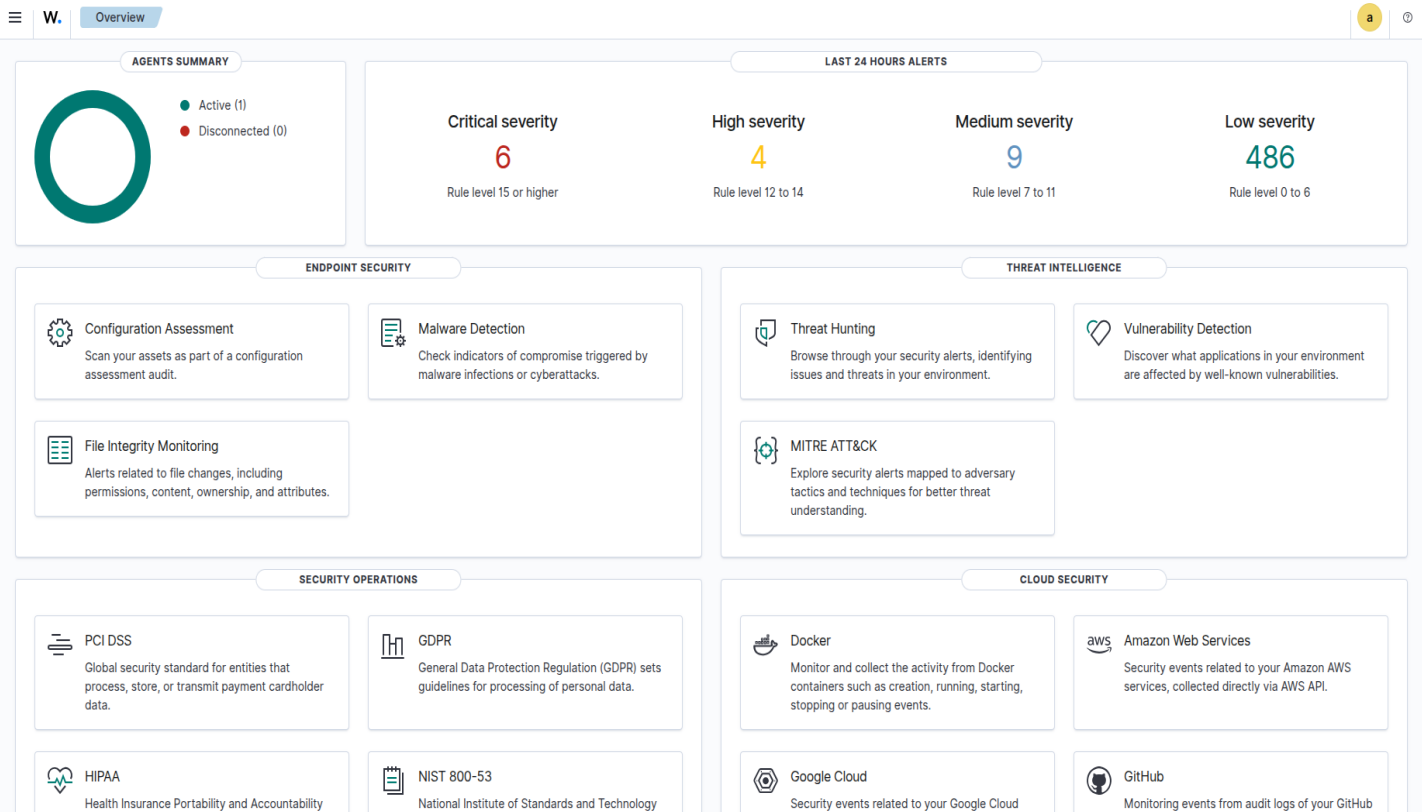 W.
Overview
a
AGENTS SUMMARY
Active (1)
Disconnected (0)
LAST 24 HOURS ALERTS
Critical severity
6
Rule level 15 or higher
High severity
4
Rule level 12 to 14
Medium severity
9
Rule level 7 to 11
Low severity
486
Rule level 0 to 6
ENDPOINT SECURITY
Configuration Assessment
Scan your assets as part of a configuration
assessment audit.
Malware Detection
Check indicators of compromise triggered by
malware infections or cyberattacks.
File Integrity Monitoring
Alerts related to file changes, including
permissions, content, ownership, and attributes.
THREAT INTELLIGENCE
Threat Hunting
Browse through your security alerts, identifying
issues and threats in your environment.
Vulnerability Detection
Discover what applications in your environment
are affected by well-known vulnerabilities.
MITRE ATT&CK
Explore security alerts mapped to adversary
tactics and techniques for better threat
understanding.
SECURITY OPERATIONS
PCI DSS
Global security standard for entities that
process, store, or transmit payment cardholder
data.
GDPR
General Data Protection Regulation (GDPR) sets
guidelines for processing of personal data.
HIPAA
Health Insurance Portability and Accountability
NIST 800-53
National Institute of Standards and Technology
CLOUD SECURITY
Docker
Monitor and collect the activity from Docker
containers such as creation, running, starting,
stopping or pausing events.
aws
Amazon Web Services
Security events related to your Amazon AWS
services, collected directly via AWS API.
Google Cloud
Security events related to your Google Cloud
GitHub
Monitoring events from audit logs of your GitHub